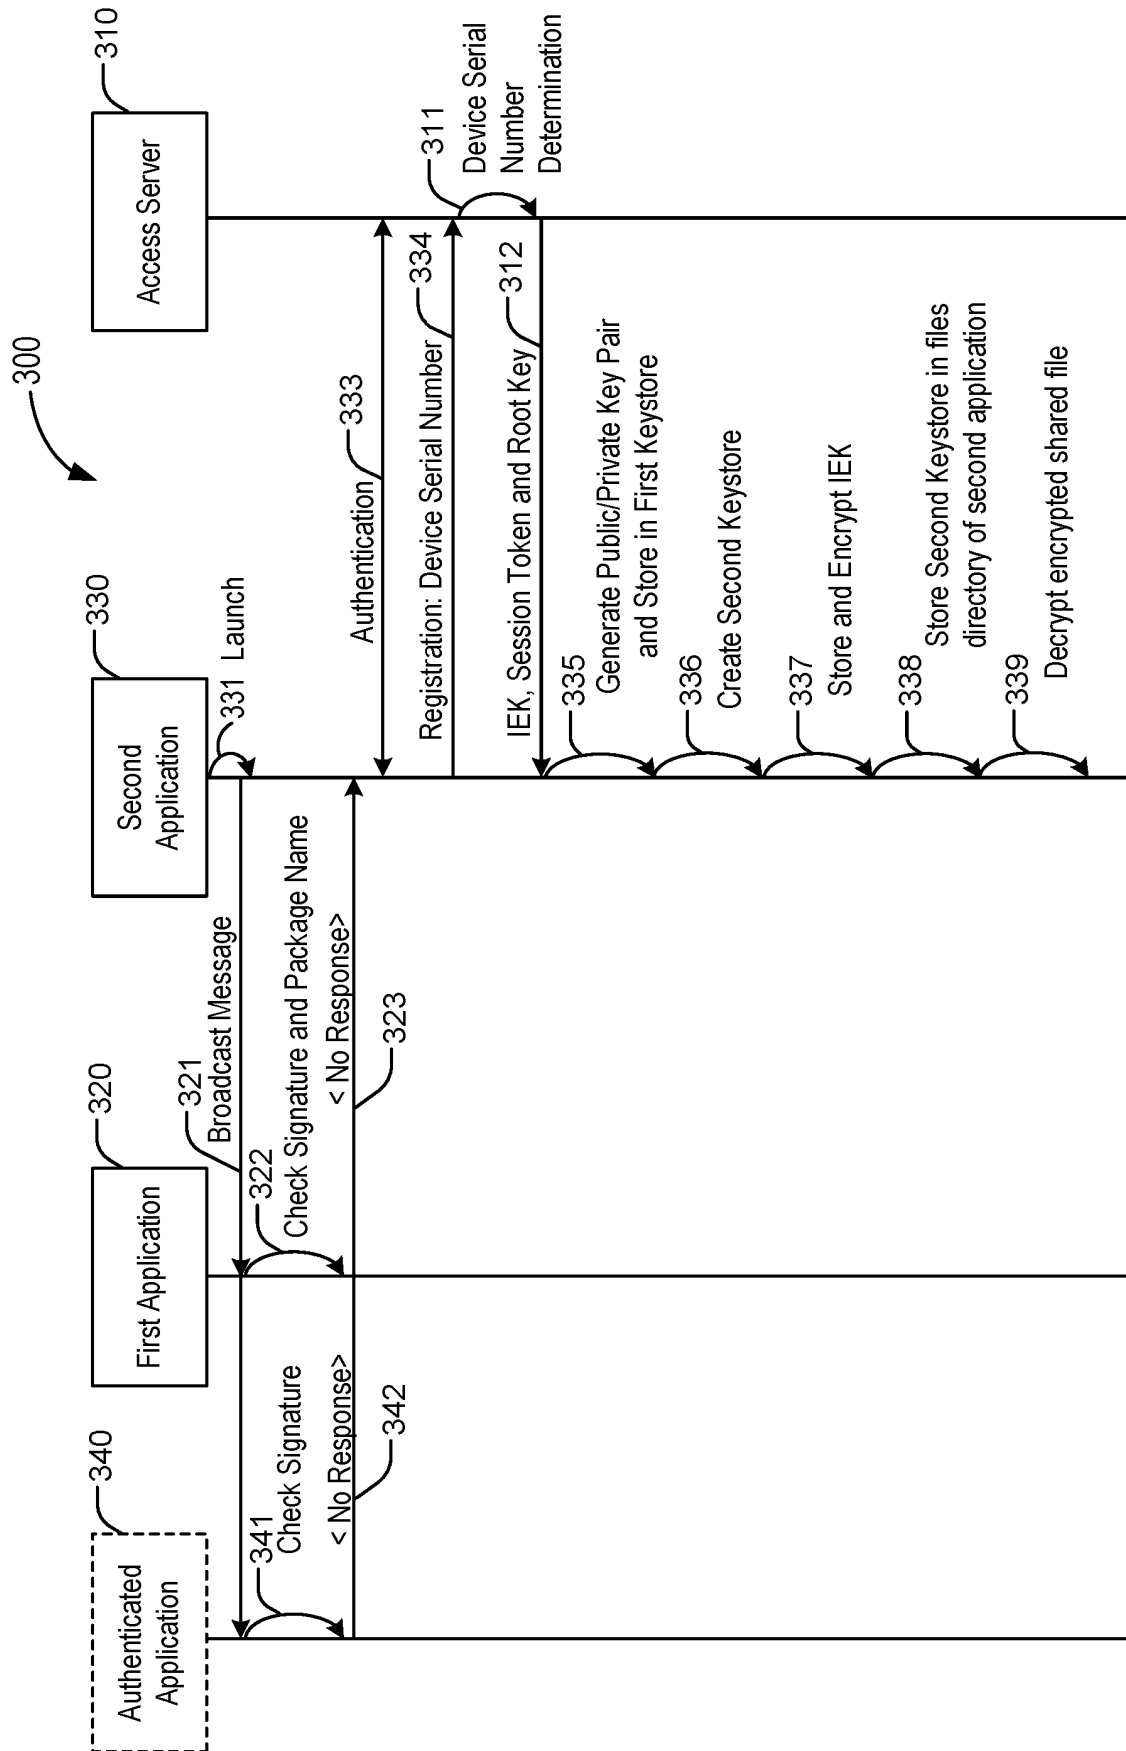 300
340
Authenticated
Application
320
First Application
330
Second
Application
310
Access Server
331 Launch
321
Broadcast Message
341
Check Signature
322
Check Signature and Package Name
< No Response>
342
< No Response>
323
Authentication
333
Registration: Device Serial Number
334
311
Device Serial
Number
Determination
IEK, Session Token and Root Key
312
335
Generate Public/Private Key Pair
and Store in First Keystore
336
Create Second Keystore
337
Store and Encrypt IEK
338
Store Second Keystore in files
directory of second application
339
Decrypt encrypted shared file